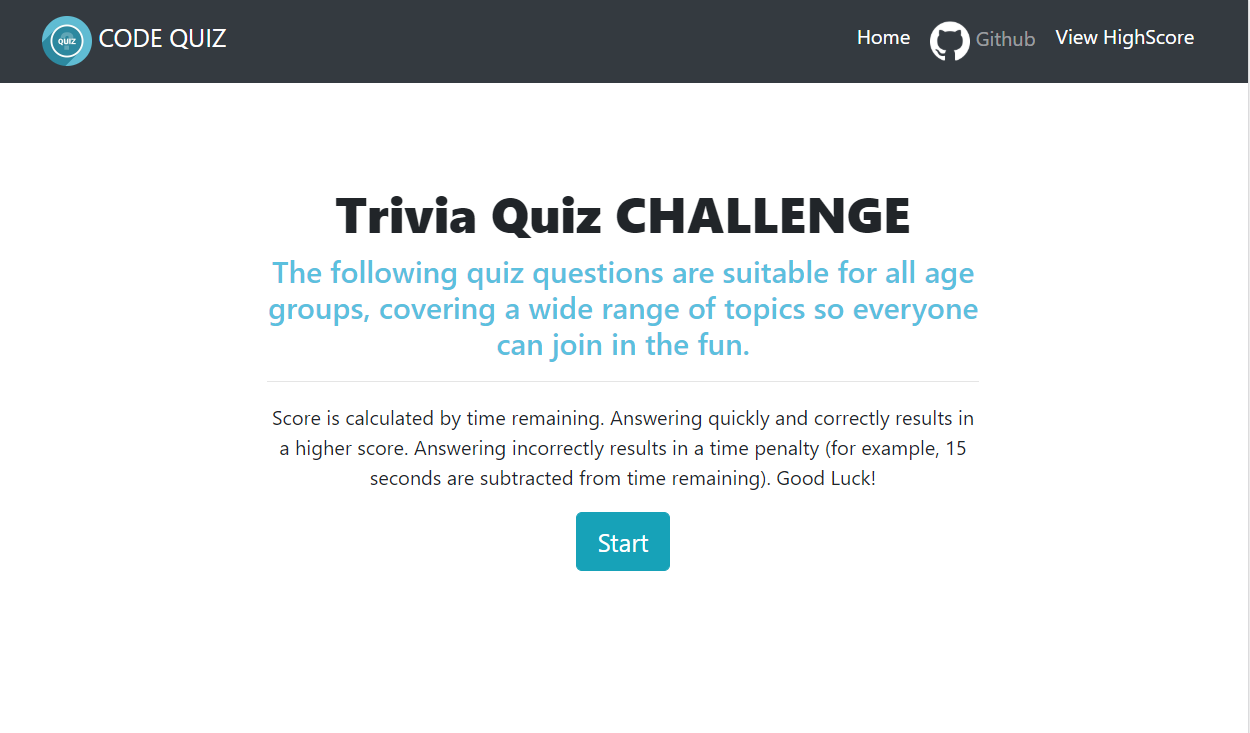 QUIZ CODE QUIZ Home Github View HighScore
Trivia Quiz CHALLENGE
The following quiz questions are suitable for all age
groups, covering a wide range of topics so everyone
can join in the fun.
Score is calculated by time remaining. Answering quickly and correctly results in
a higher score. Answering incorrectly results in a time penalty (for example, 15
seconds are subtracted from time remaining). Good Luck!
Start